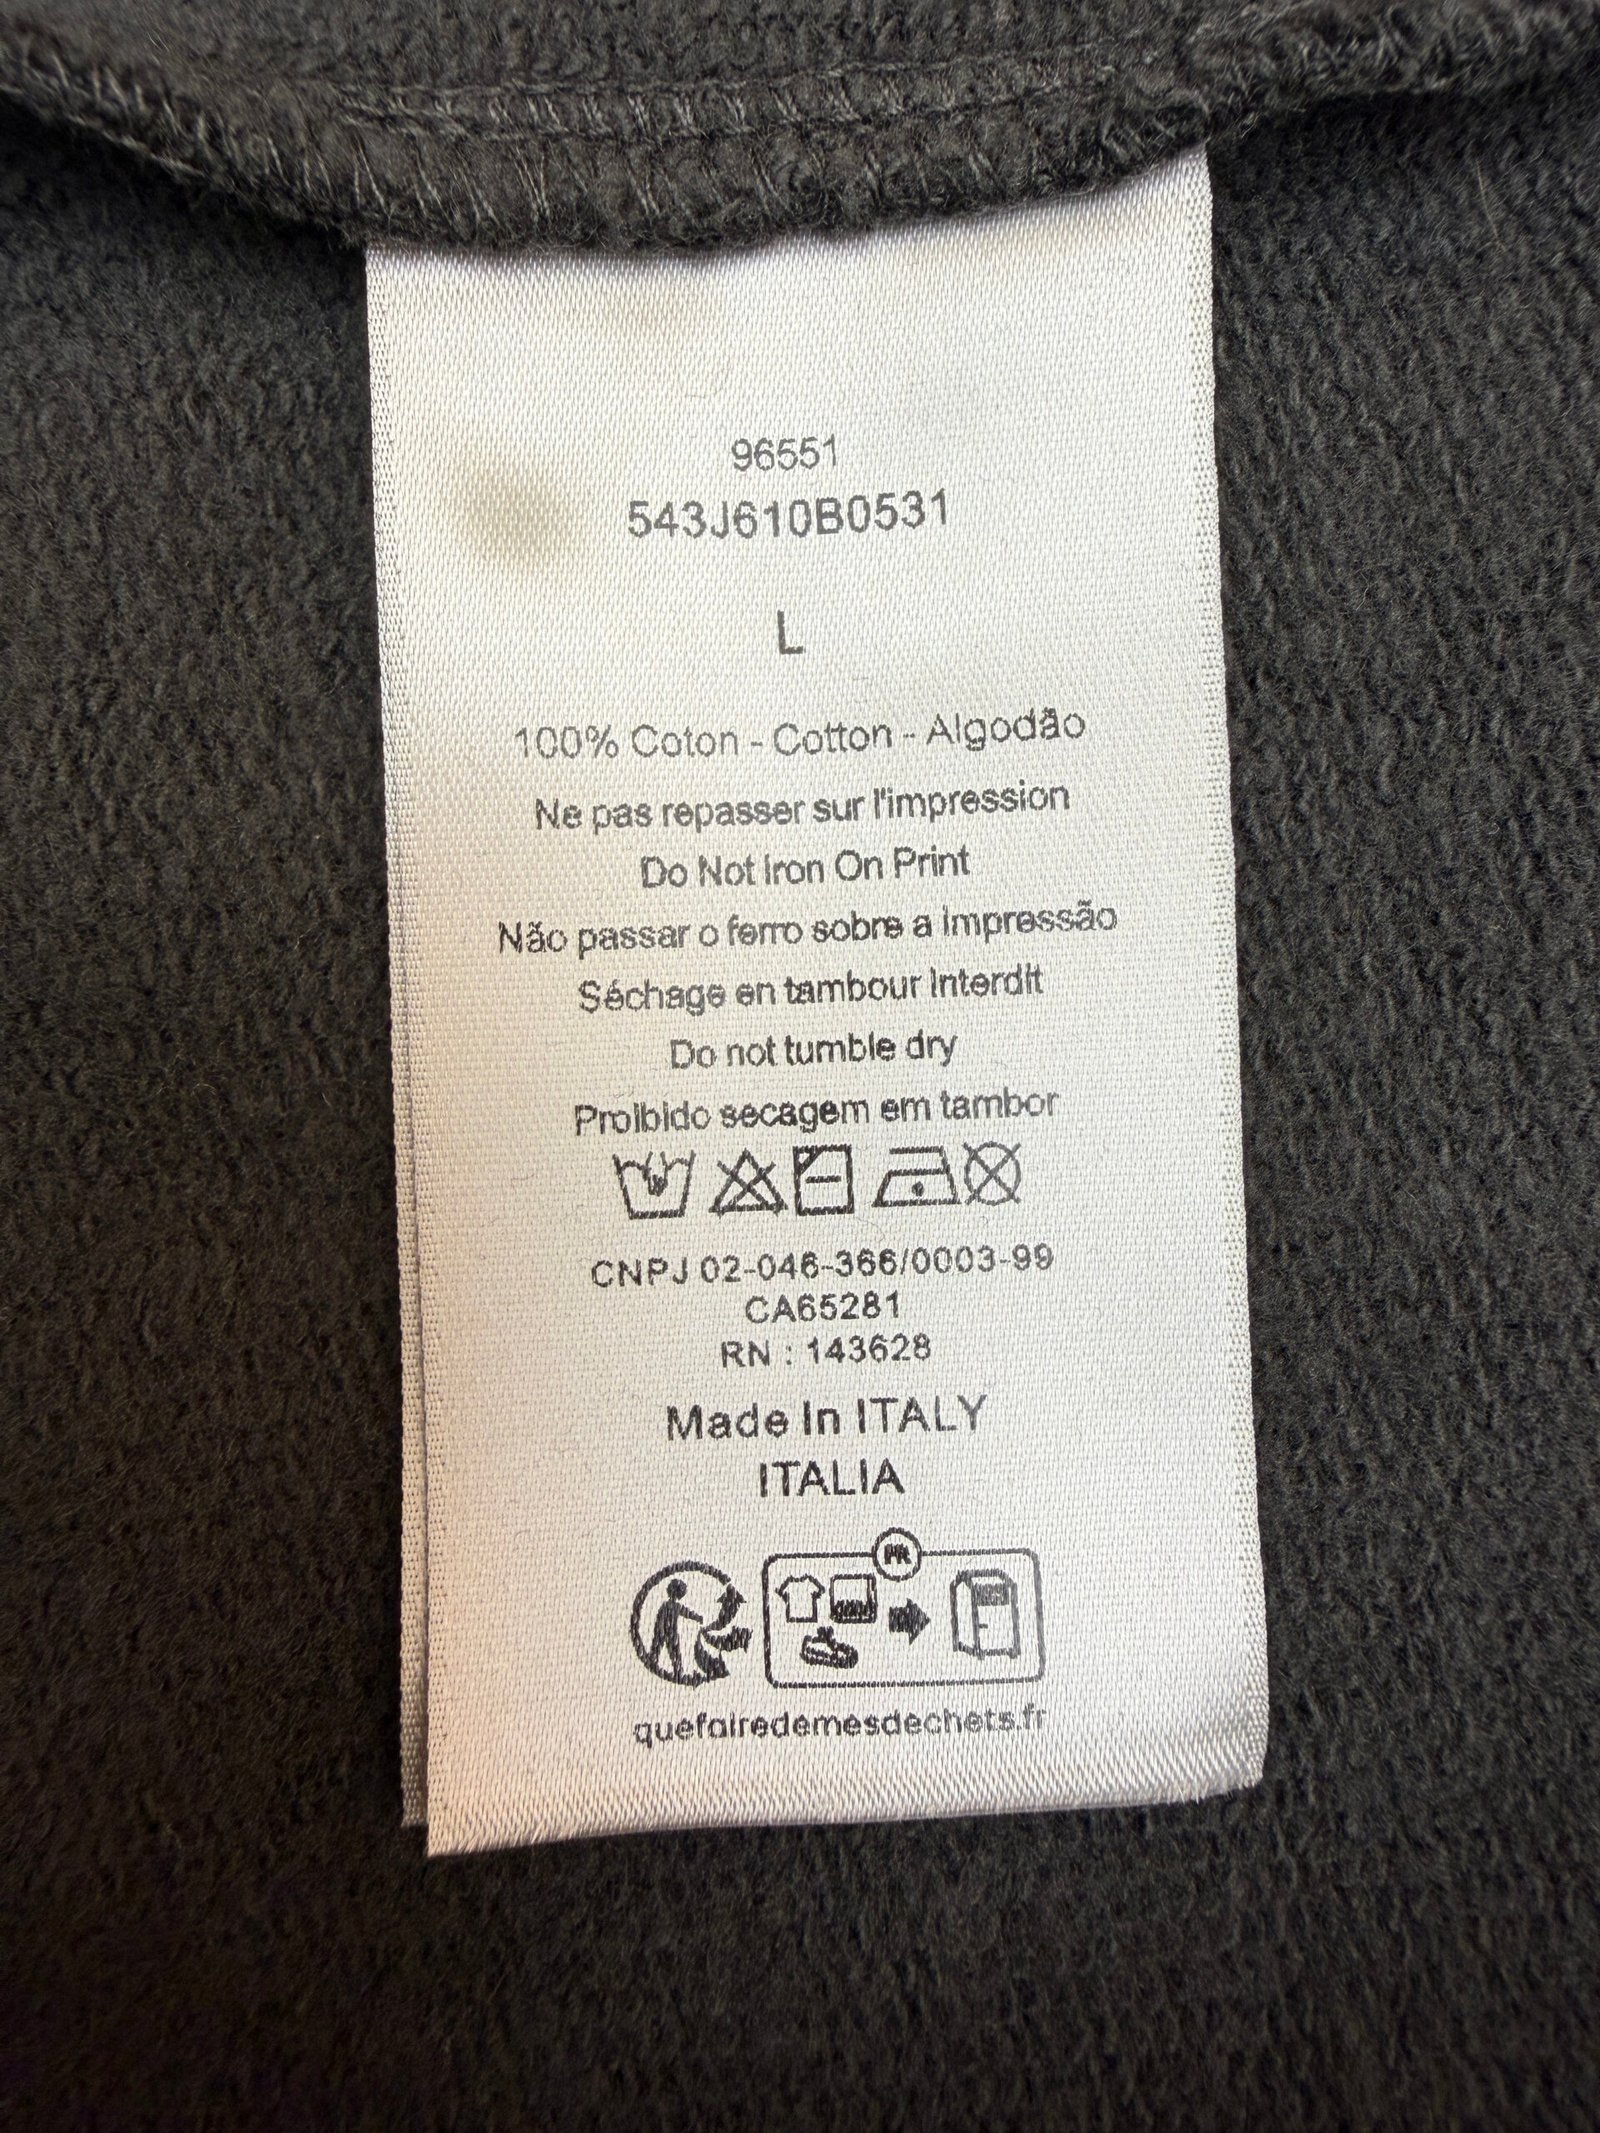 96551
543J610B0531
L
100% Coton - Cotton - Algodão
Ne pas repasser sur l'impression
Do Not Iron On Print
Não passar o ferro sobre a impressão
Séchage en tambour interdit
Do not tumble dry
Proibido secagem em tambor
CNPJ 02-046-366/0003-99
CA65281
RN : 143628
Made In ITALY
ITALIA
FR
quefairedemesdechets.fr